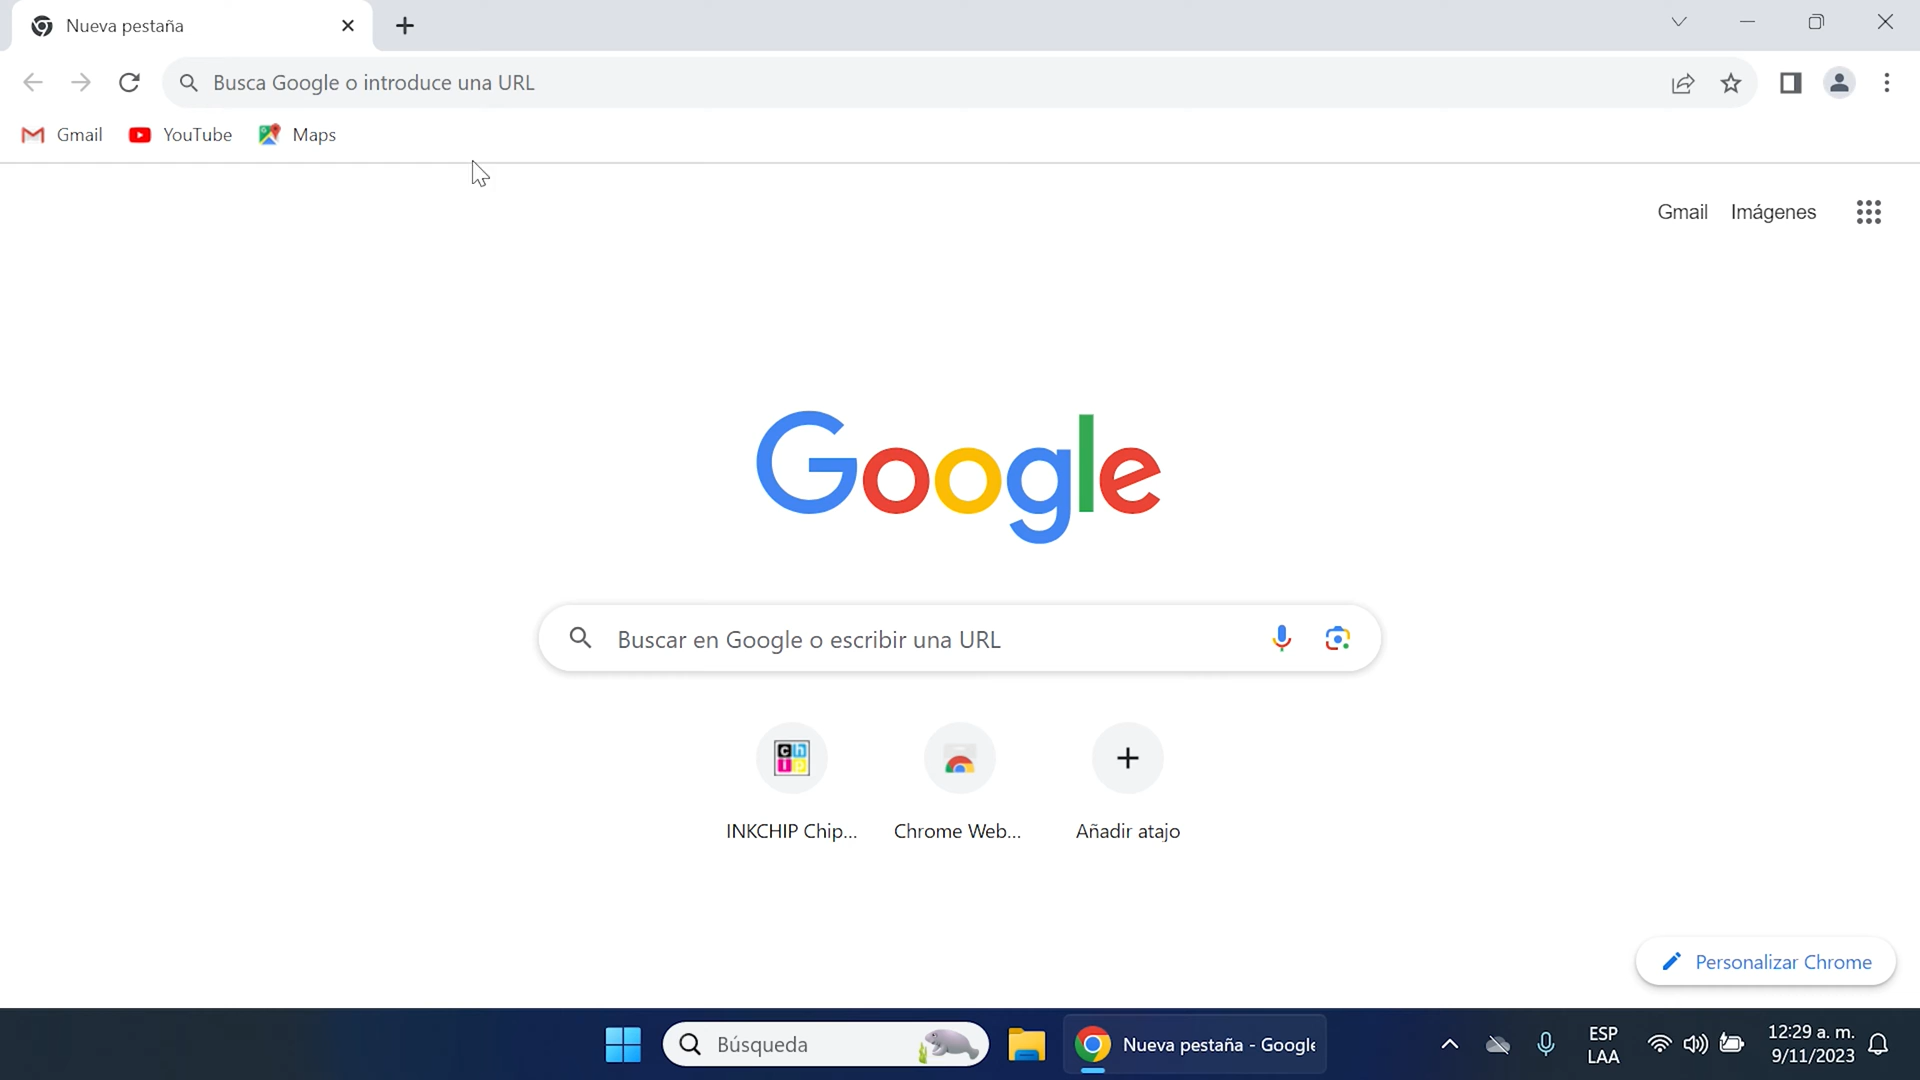 Nueva pestaña
Busca Google o introduce una URL
Gmail
YouTube
Maps
Gmail
Imágenes
Google
Buscar en Google o escribir una URL
Ch
IP
INKCHIP Chip...
Chrome Web...
Añadir atajo
Personalizar Chrome
Búsqueda
Nueva pestaña - Google
ESP
LAA
12:29 a. m.
9/11/2023